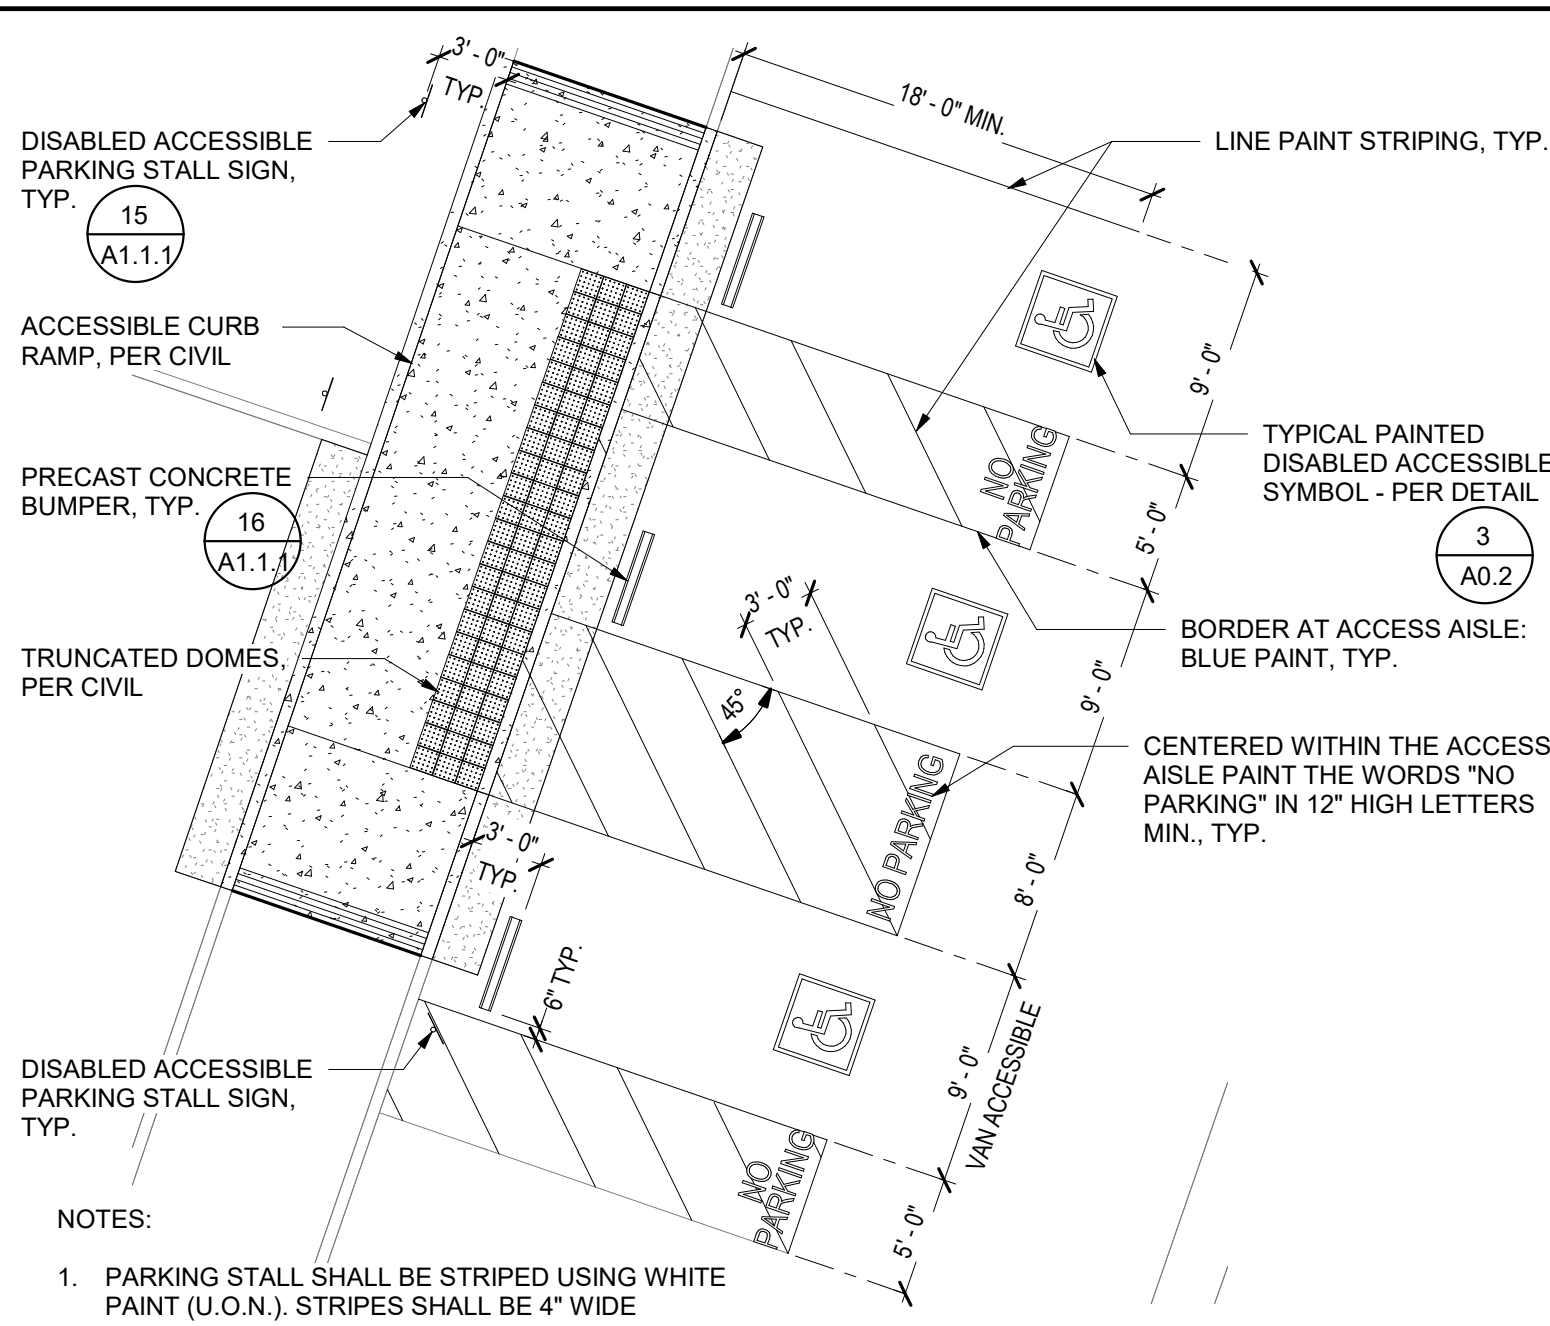 3' - 0"
TYP.
18' - 0" MIN.
LINE PAINT STRIPING, TYP.
DISABLED ACCESSIBLE
PARKING STALL SIGN,
TYP.
15
A1.1.1
ACCESSIBLE CURB
RAMP, PER CIVIL
9' - 0"
TYPICAL PAINTED
DISABLED ACCESSIBLE
SYMBOL - PER DETAIL
3
A0.2
NO
PARKING
PRECAST CONCRETE
BUMPER, TYP.
16
A1.1.1
5' - 0"
3' - 0"
TYP.
BORDER AT ACCESS AISLE:
BLUE PAINT, TYP.
TRUNCATED DOMES,
PER CIVIL
45°
9' - 0"
CENTERED WITHIN THE ACCESS
AISLE PAINT THE WORDS "NO
PARKING" IN 12" HIGH LETTERS
MIN., TYP.
NO PARKING
3' - 0"
TYP.
8' - 0"
6" TYP.
DISABLED ACCESSIBLE
PARKING STALL SIGN,
TYP.
9' - 0"
VAN ACCESSIBLE
NO
PARKING
5' - 0"
NOTES:
1. PARKING STALL SHALL BE STRIPED USING WHITE
PAINT (U.O.N.). STRIPES SHALL BE 4" WIDE